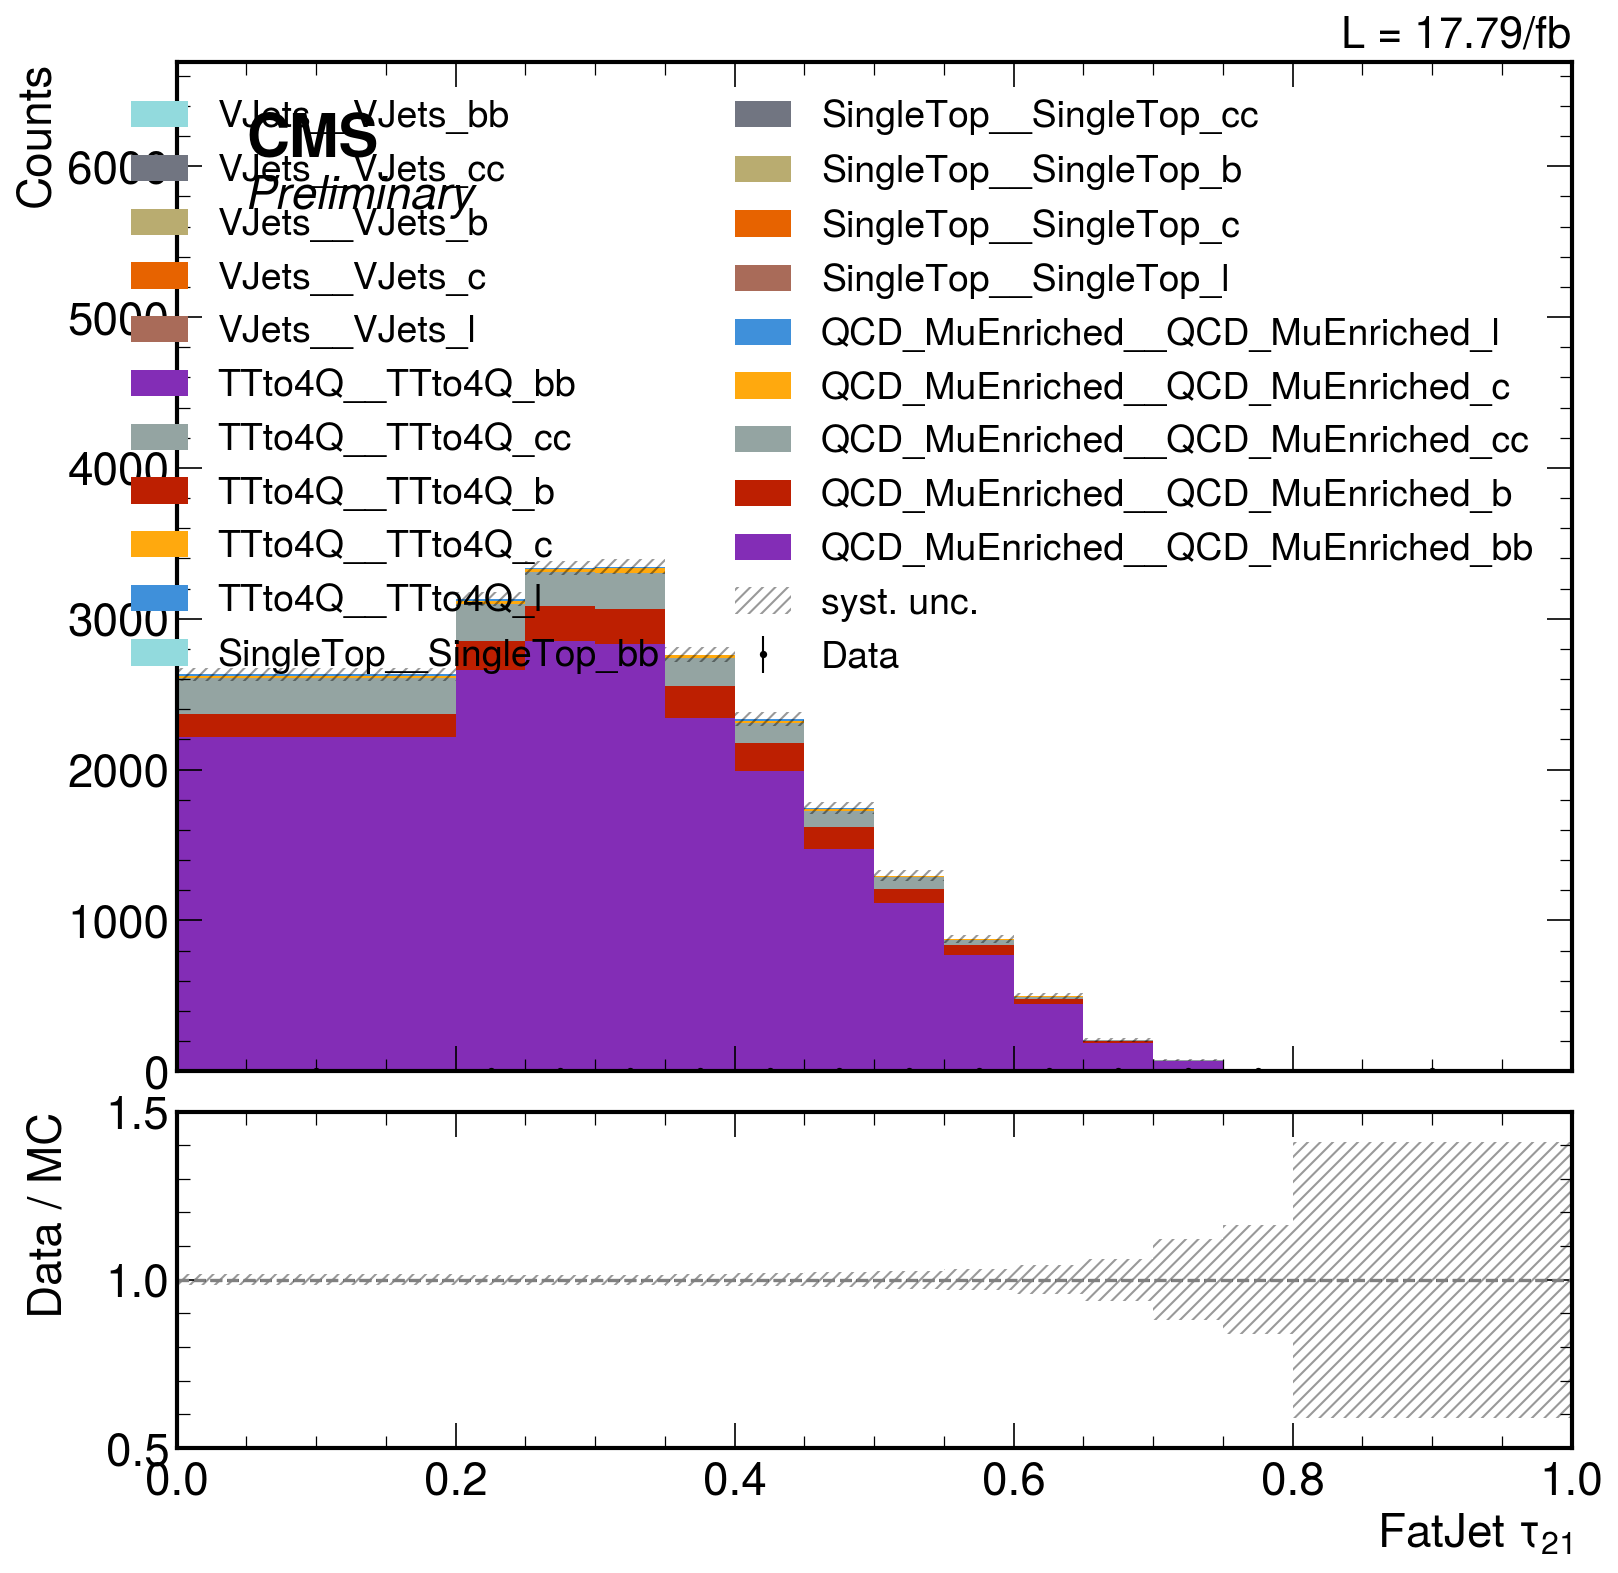 L = 17.79/fb
Counts
CMS
Preliminary
VJets__VJets_bb
VJets__VJets_cc
VJets__VJets_b
VJets__VJets_c
VJets__VJets_l
TTto4Q__TTto4Q_bb
TTto4Q__TTto4Q_cc
TTto4Q__TTto4Q_b
TTto4Q__TTto4Q_c
TTto4Q__TTto4Q_l
SingleTop__SingleTop_bb
SingleTop__SingleTop_cc
SingleTop__SingleTop_b
SingleTop__SingleTop_c
SingleTop__SingleTop_l
QCD_MuEnriched__QCD_MuEnriched_l
QCD_MuEnriched__QCD_MuEnriched_c
QCD_MuEnriched__QCD_MuEnriched_cc
QCD_MuEnriched__QCD_MuEnriched_b
QCD_MuEnriched__QCD_MuEnriched_bb
syst. unc.
Data
6000
5000
4000
3000
2000
1000
0
Data / MC
1.5
1.0
0.5
0.0
0.2
0.4
0.6
0.8
1.0
FatJet τ₂₁